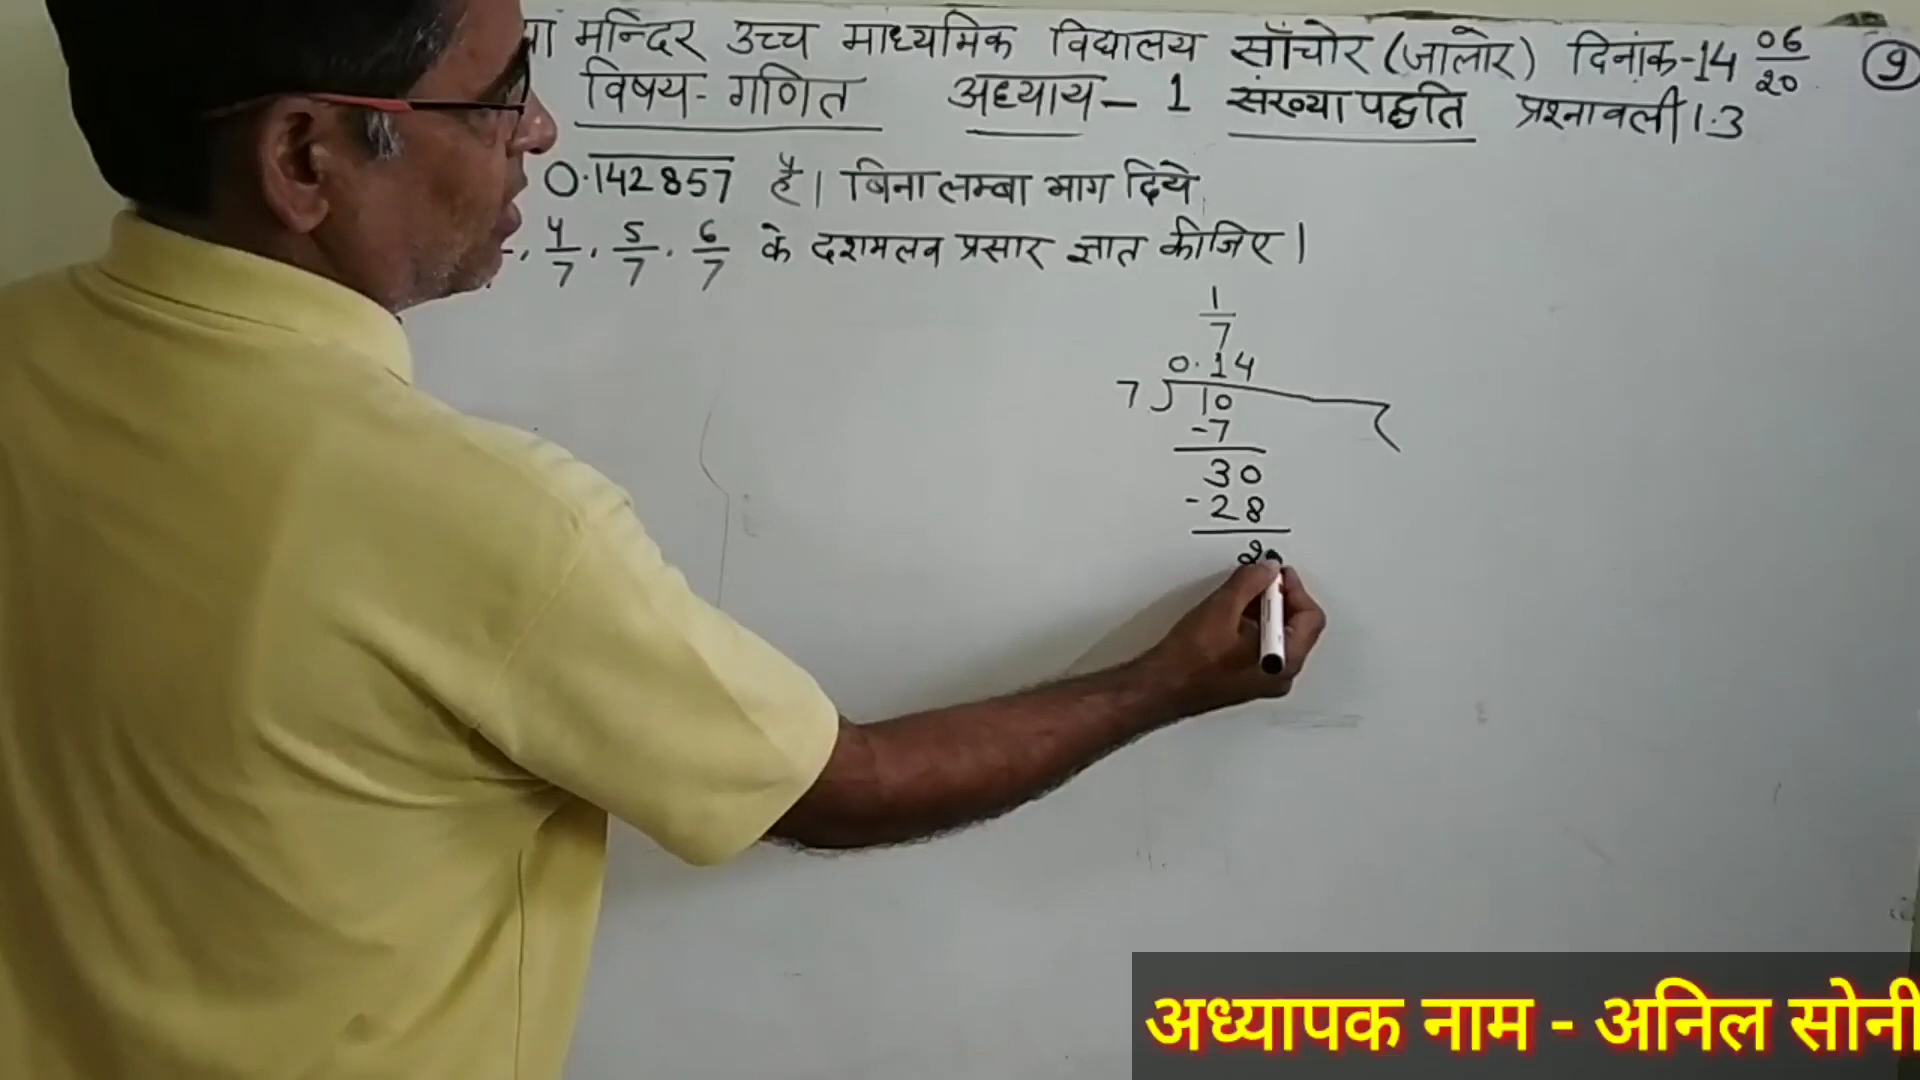 मन्दिर उच्च माध्यमिक विद्यालय साँचोर (जालोर) दिनांक-14 06/20 9
विषय- गणित अध्याय - 1 संख्या पद्धति प्रश्नावली 1.3
0.142857 है। बिना लम्बा भाग दिये
4/7, 5/7, 6/7 के दशमलव प्रसार ज्ञात कीजिए।
1/7
0.14
7 10
-7
30
-28
2
अध्यापक नाम - अनिल सोनी